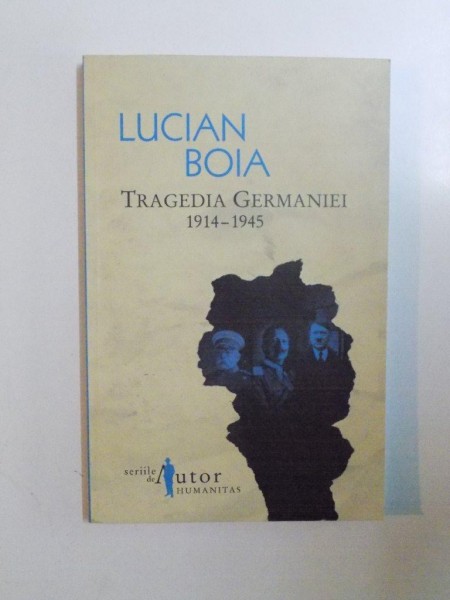 LUCIAN
BOIA
TRAGEDIA GERMANIEI
1914–1945
seriile
de Autor
HUMANITAS